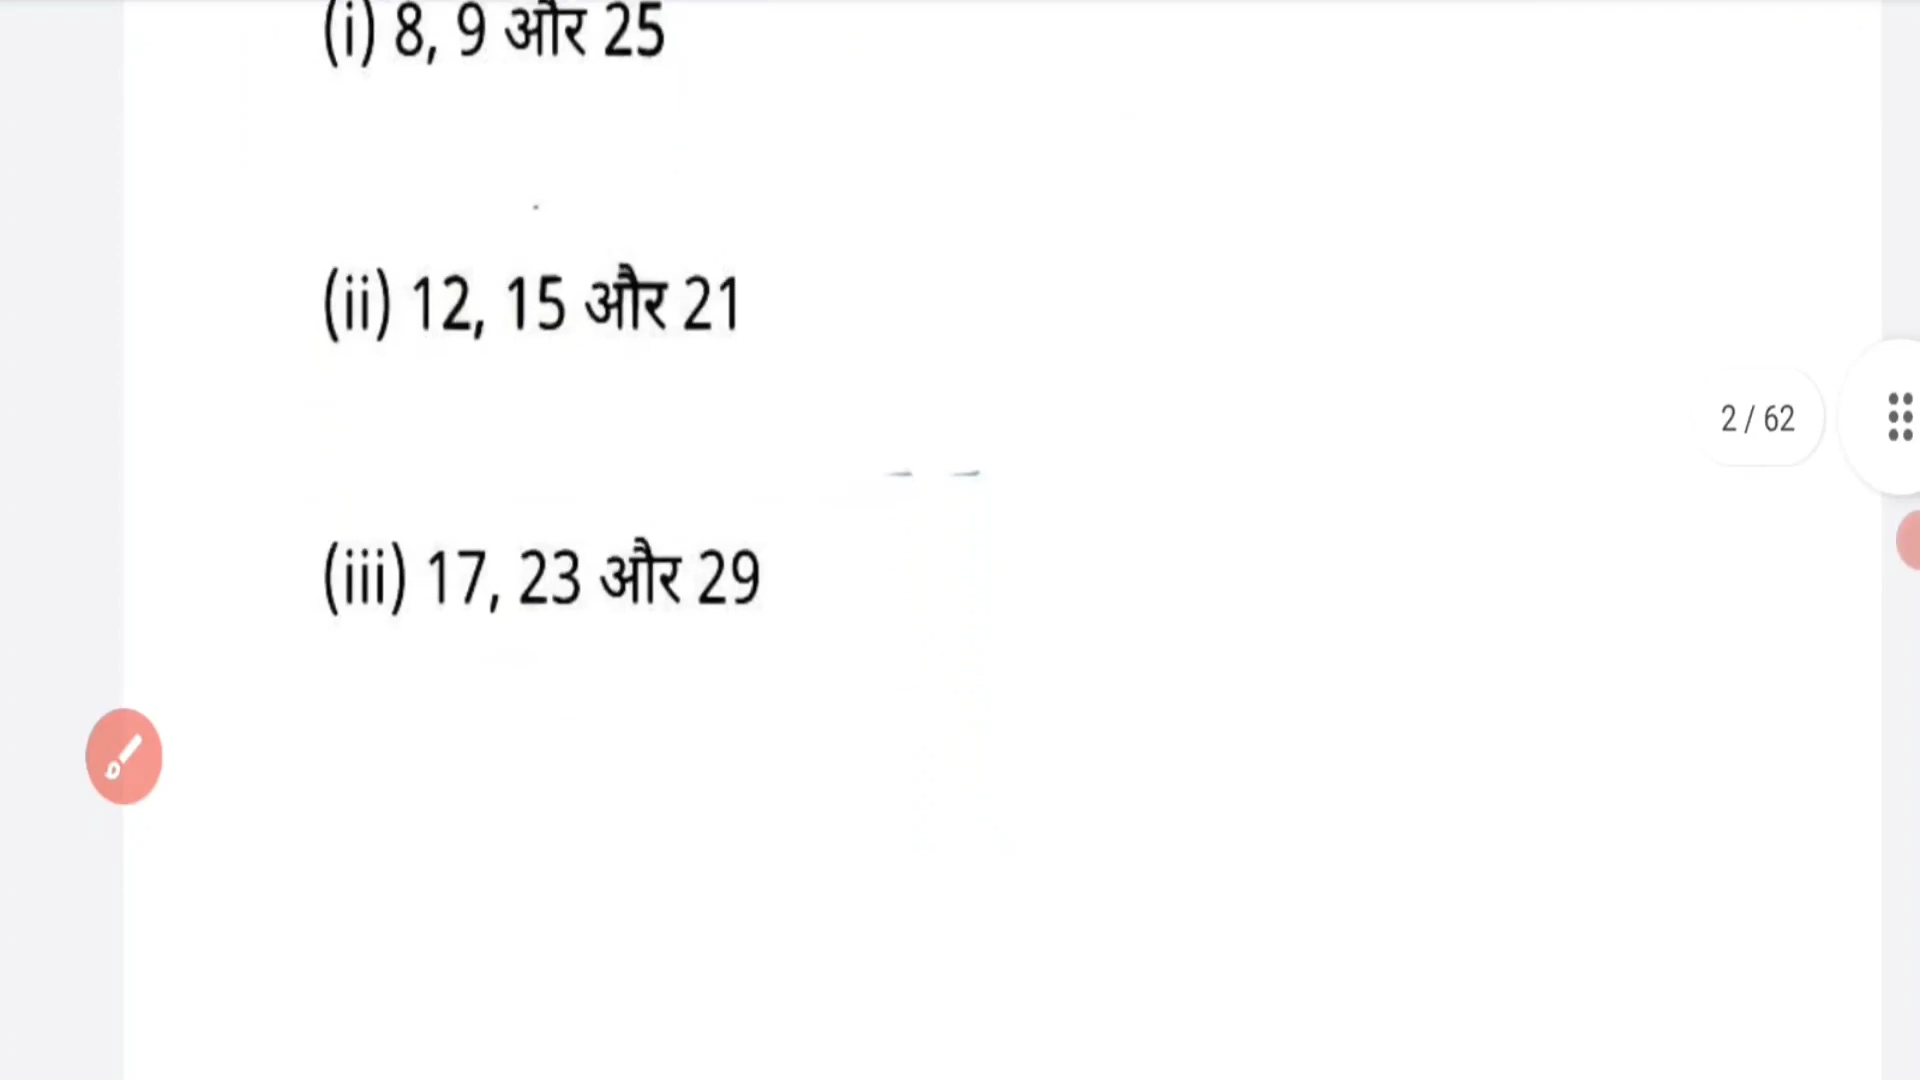 (i) 8, 9 और 25
(ii) 12, 15 और 21
2 / 62
(iii) 17, 23 और 29